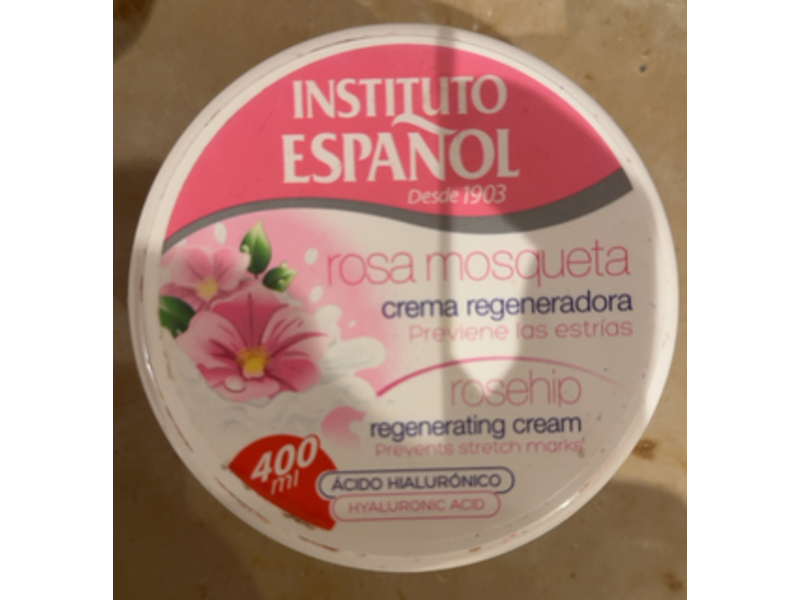 INSTITUTO
ESPAÑOL
Desde 1903
rosa mosqueta
crema regeneradora
Previene las estrías
rosehip
regenerating cream
Prevents stretch marks
400
ml
ÁCIDO HIALURÓNICO
HYALURONIC ACID